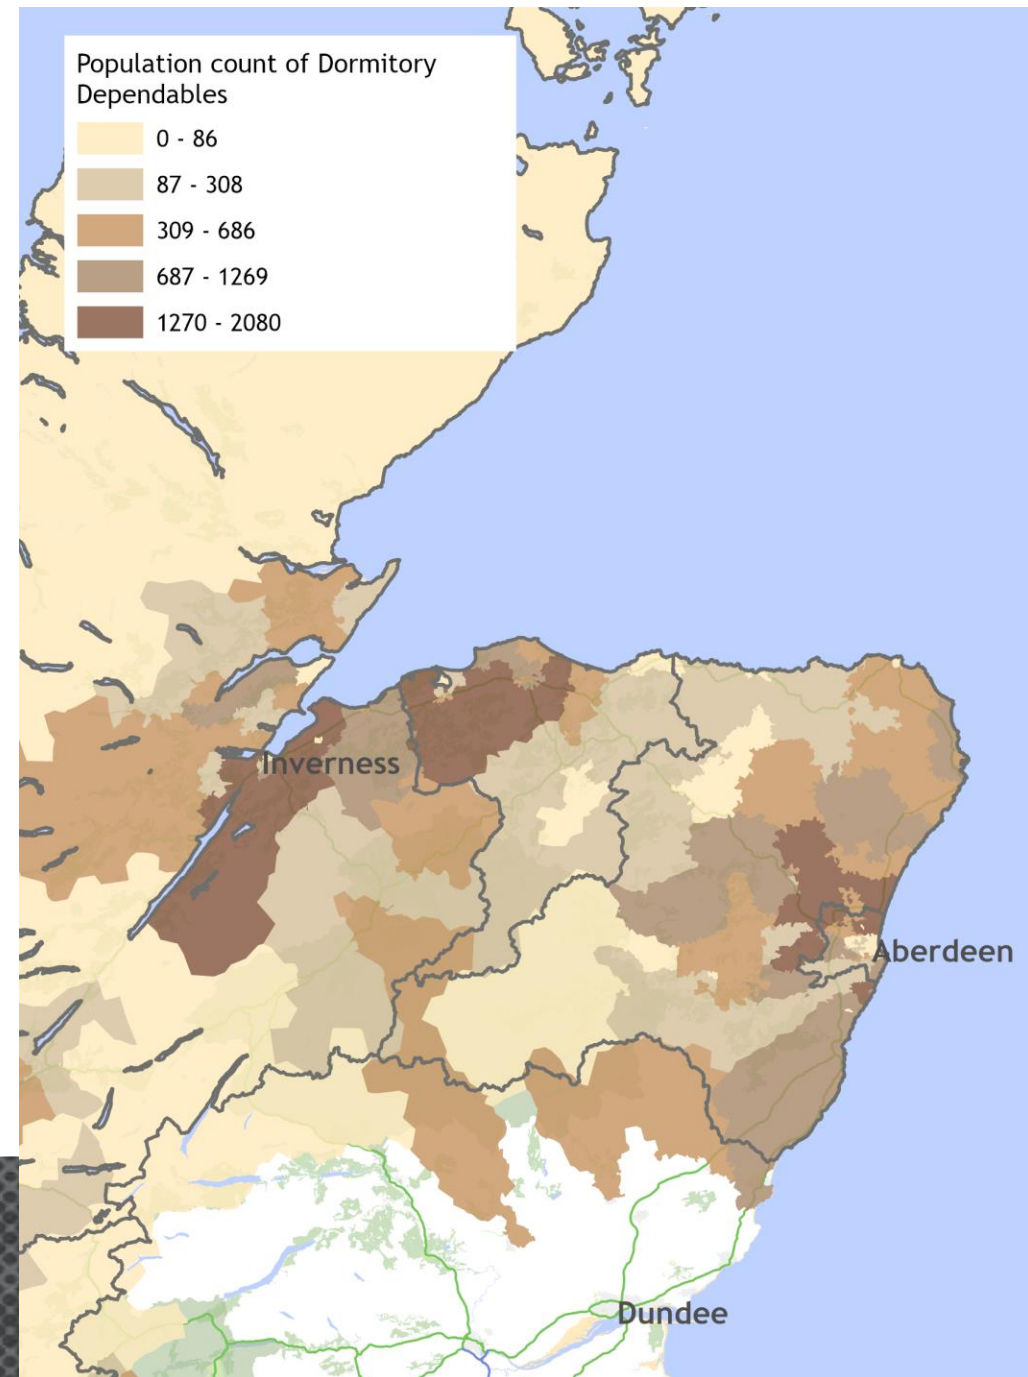 Population count of Dormitory
Dependables
0 - 86
87 - 308
309 - 686
687 - 1269
1270 - 2080
Inverness
Aberdeen
Dundee